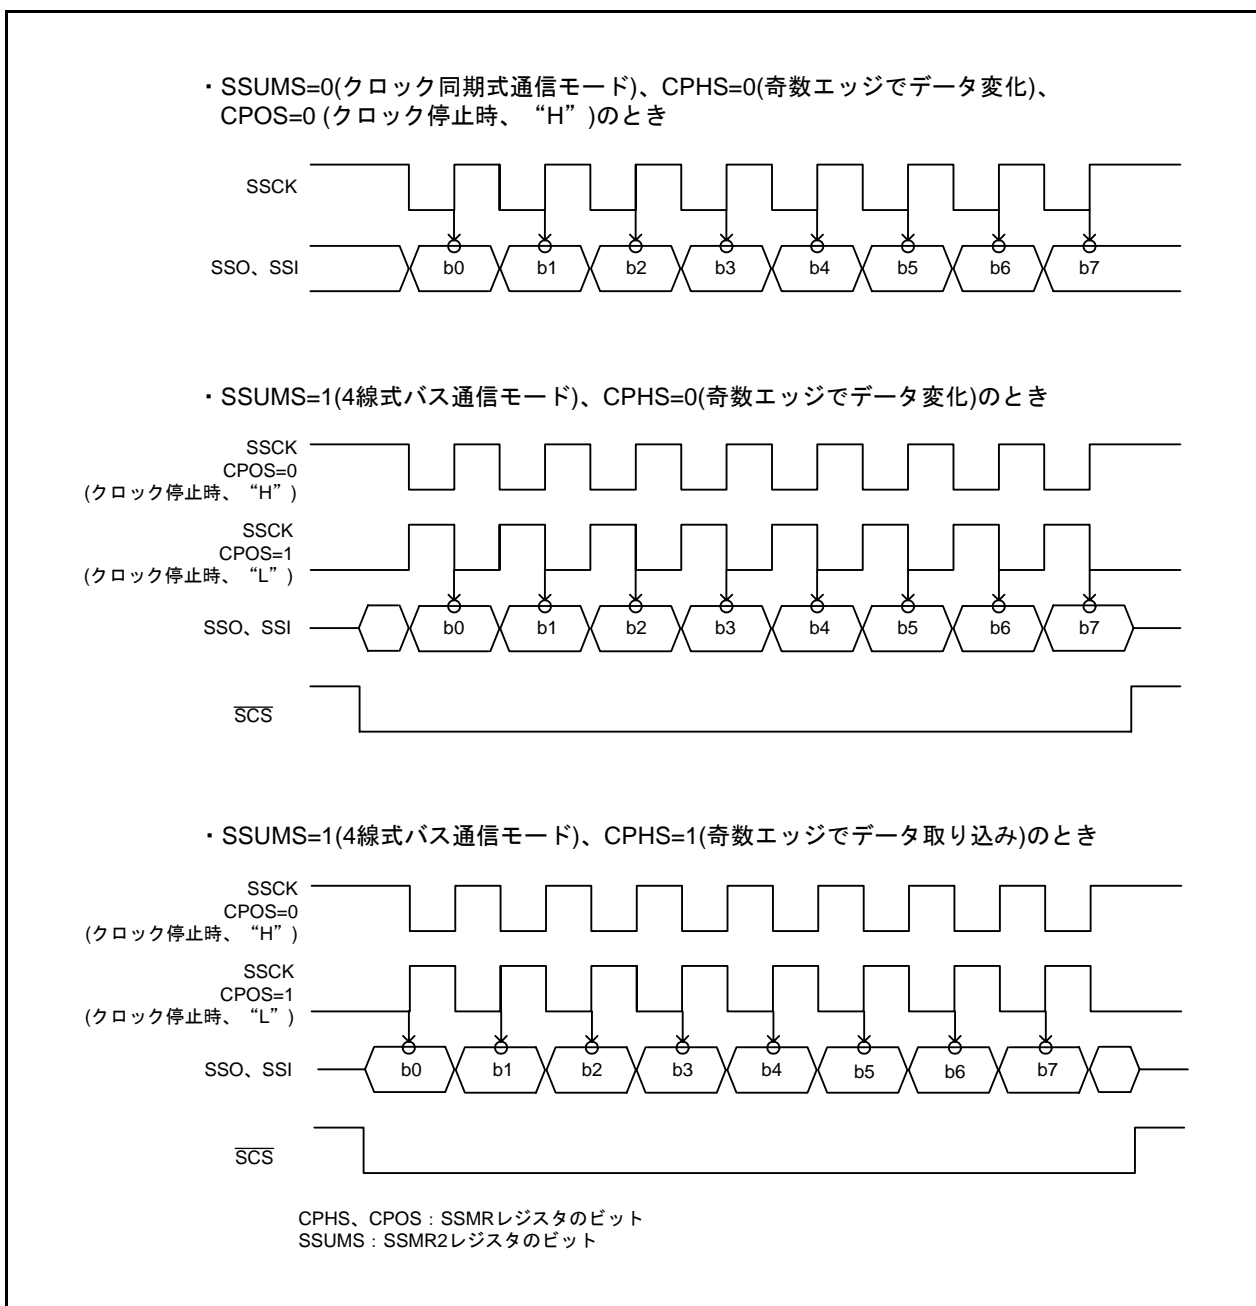 ・SSUMS=0(クロック同期式通信モード)、CPHS=0(奇数エッジでデータ変化)、
CPOS=0 (クロック停止時、“H”)のとき
SSCK
SSO、SSI
b0 b1 b2 b3 b4 b5 b6 b7
・SSUMS=1(4線式バス通信モード)、CPHS=0(奇数エッジでデータ変化)のとき
SSCK
CPOS=0
(クロック停止時、“H”)
SSCK
CPOS=1
(クロック停止時、“L”)
SSO、SSI
b0 b1 b2 b3 b4 b5 b6 b7
SCS
・SSUMS=1(4線式バス通信モード)、CPHS=1(奇数エッジでデータ取り込み)のとき
SSCK
CPOS=0
(クロック停止時、“H”)
SSCK
CPOS=1
(クロック停止時、“L”)
SSO、SSI
b0 b1 b2 b3 b4 b5 b6 b7
SCS
CPHS、CPOS：SSMRレジスタのビット
SSUMS：SSMR2レジスタのビット